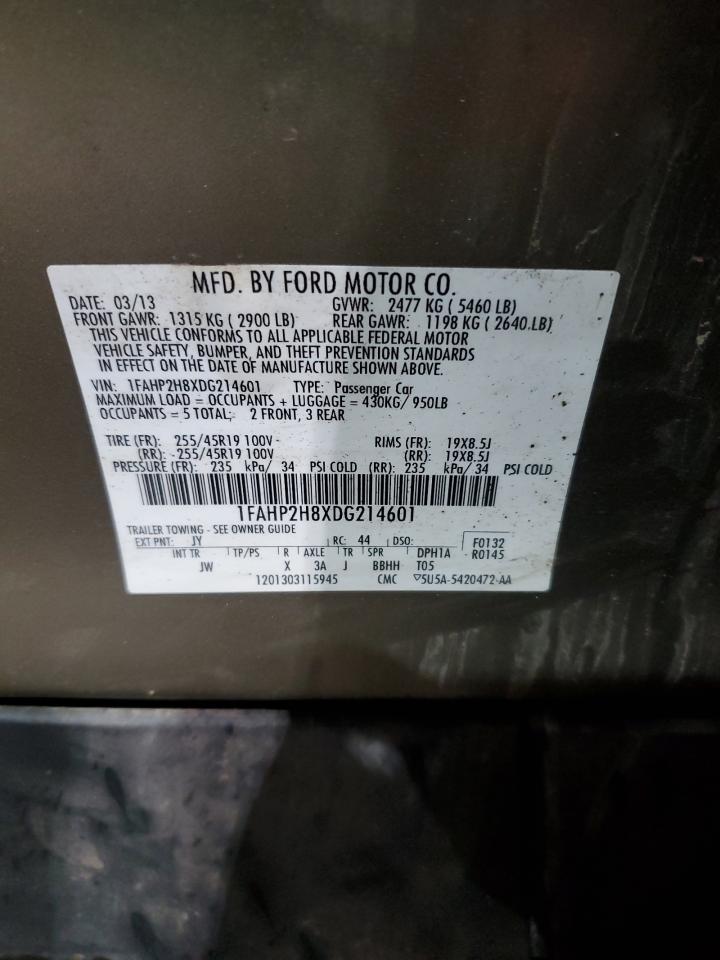 MFD. BY FORD MOTOR CO.
DATE: 03/13 GVWR: 2477 KG ( 5460 LB)
FRONT GAWR: 1315 KG ( 2900 LB) REAR GAWR: 1198 KG ( 2640.LB)
THIS VEHICLE CONFORMS TO ALL APPLICABLE FEDERAL MOTOR
VEHICLE SAFETY, BUMPER, AND THEFT PREVENTION STANDARDS
IN EFFECT ON THE DATE OF MANUFACTURE SHOWN ABOVE.
VIN: 1FAHP2H8XDG214601 TYPE: Passenger Car
MAXIMUM LOAD = OCCUPANTS + LUGGAGE = 430KG/ 950LB
OCCUPANTS = 5 TOTAL; 2 FRONT, 3 REAR
TIRE (FR): 255/45R19 100V RIMS (FR): 19X8.5J
(RR): 255/45R19 100V (RR): 19X8.5J
PRESSURE (FR): 235 kPa/ 34 PSI COLD (RR): 235 kPa/ 34 PSI COLD
1FAHP2H8XDG214601
TRAILER TOWING - SEE OWNER GUIDE
EXT PNT: JY RC: 44 DSO: F0132
INT TR TP/PS R AXLE TR SPR DPH1A R0145
JW X 3A J BBHH T05
1201303115945 CMC ▽5U5A-5420472-AA